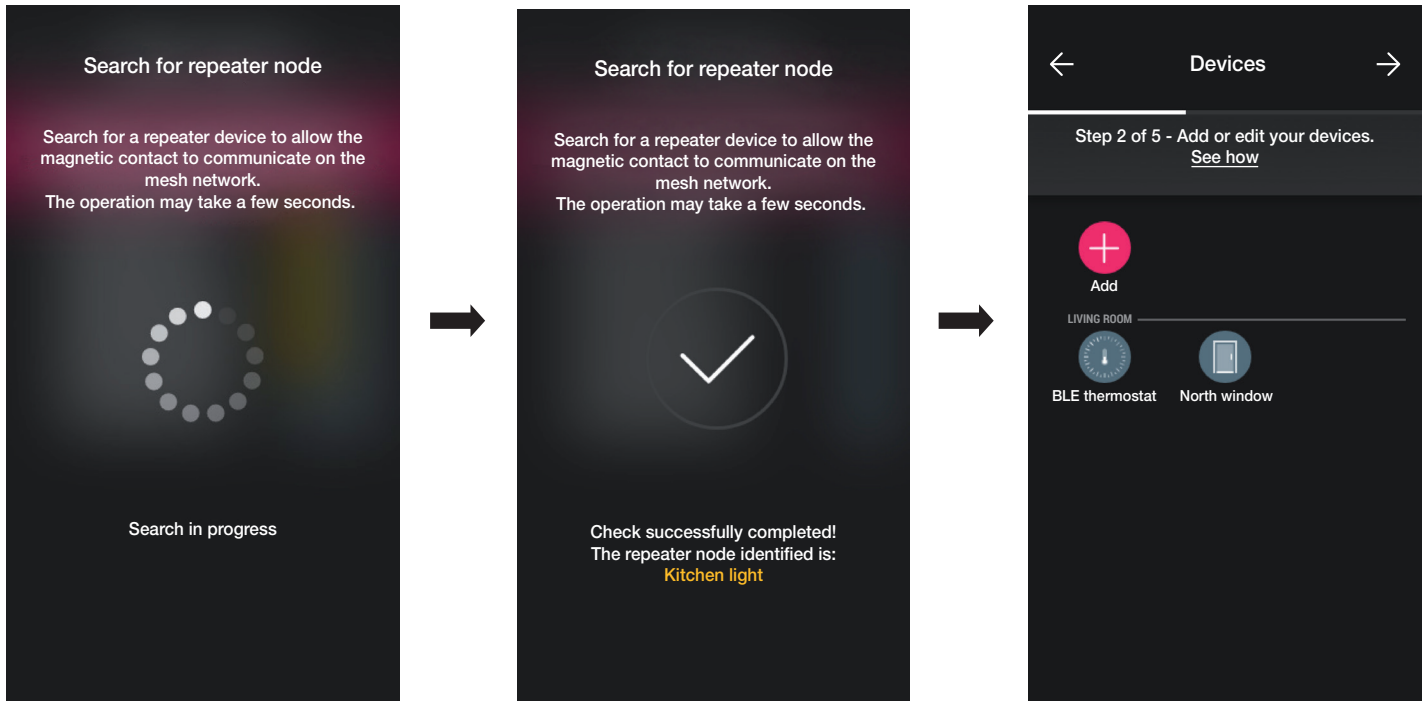 Search for repeater node
Search for a repeater device to allow the
magnetic contact to communicate on the
mesh network.
The operation may take a few seconds.
Search in progress
Search for repeater node
Search for a repeater device to allow the
magnetic contact to communicate on the
mesh network.
The operation may take a few seconds.
Check successfully completed!
The repeater node identified is:
Kitchen light
Devices
Step 2 of 5 - Add or edit your devices.
See how
Add
LIVING ROOM
BLE thermostat
North window